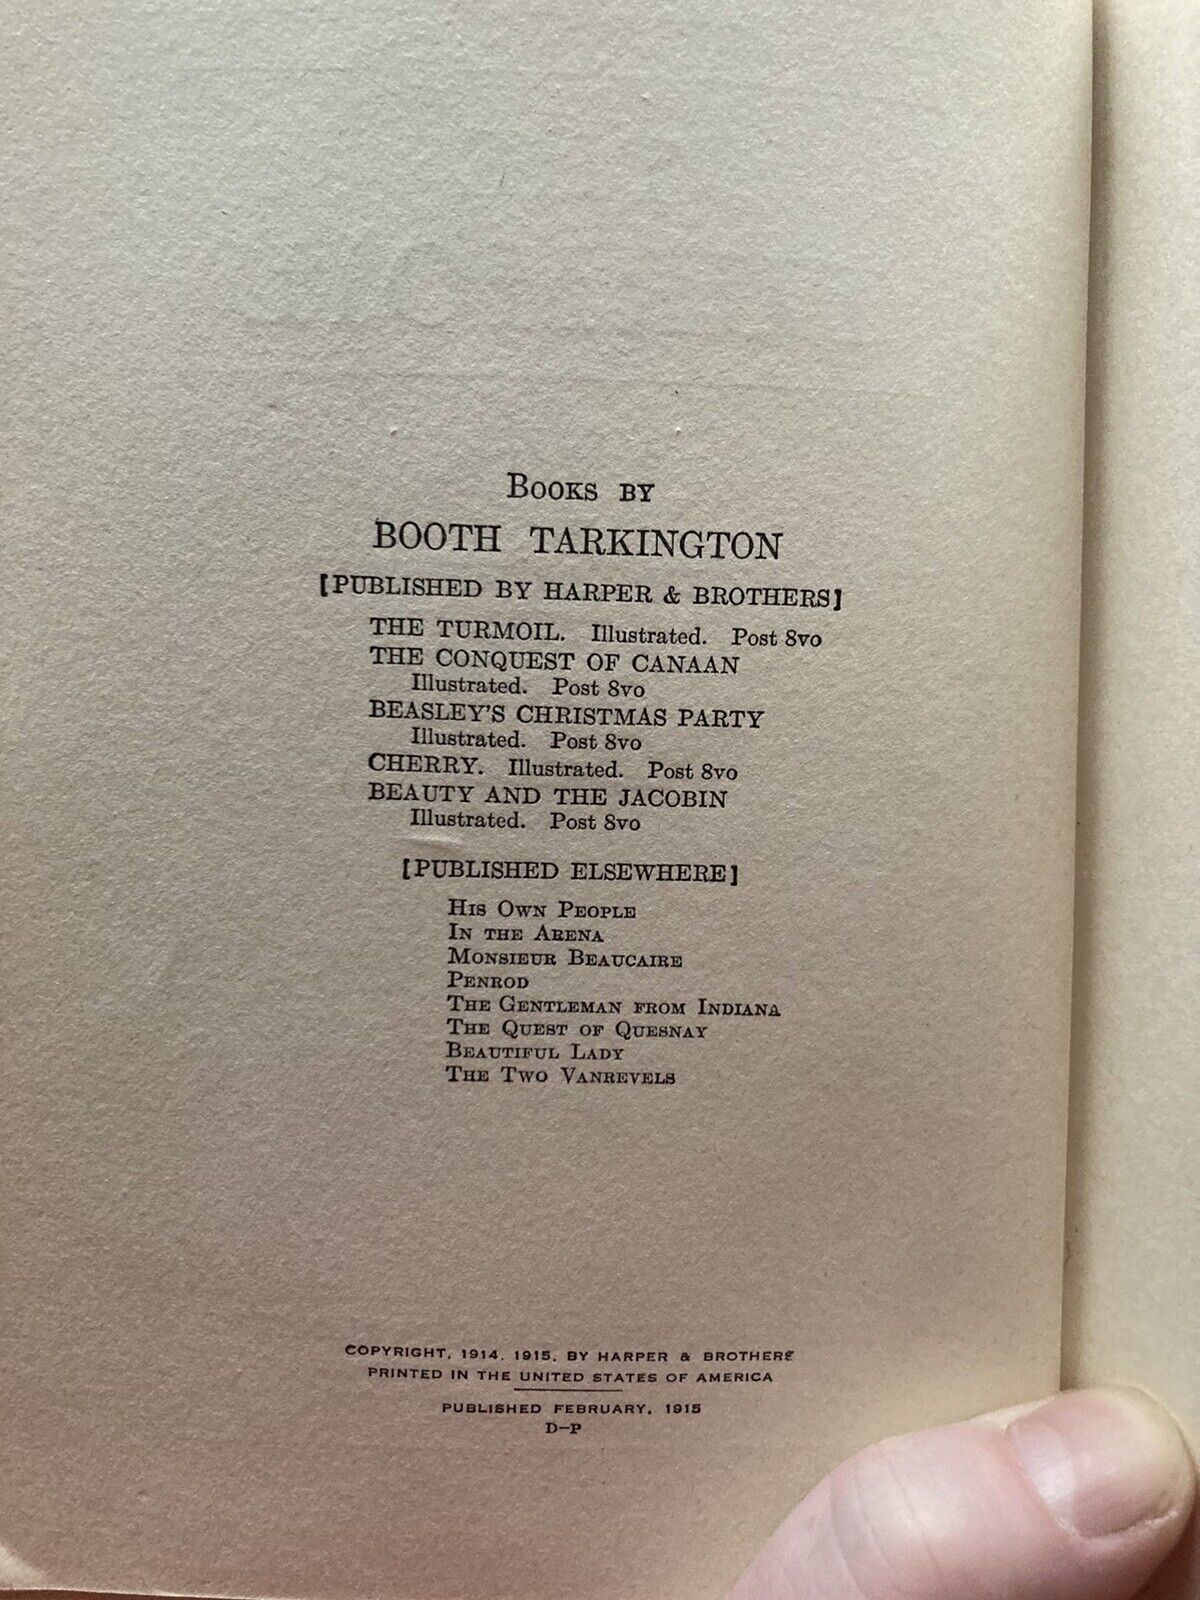 BOOKS BY
BOOTH TARKINGTON
[PUBLISHED BY HARPER & BROTHERS]
THE TURMOIL. Illustrated. Post 8vo
THE CONQUEST OF CANAAN
Illustrated. Post 8vo
BEASLEY'S CHRISTMAS PARTY
Illustrated. Post 8vo
CHERRY. Illustrated. Post 8vo
BEAUTY AND THE JACOBIN
Illustrated. Post 8vo
[PUBLISHED ELSEWHERE]
HIS OWN PEOPLE
IN THE ARENA
MONSIEUR BEAUCAIRE
PENROD
THE GENTLEMAN FROM INDIANA
THE QUEST OF QUESNAY
BEAUTIFUL LADY
THE TWO VANREVELS
COPYRIGHT, 1914, 1915, BY HARPER & BROTHERS
PRINTED IN THE UNITED STATES OF AMERICA
PUBLISHED FEBRUARY, 1915
D-P